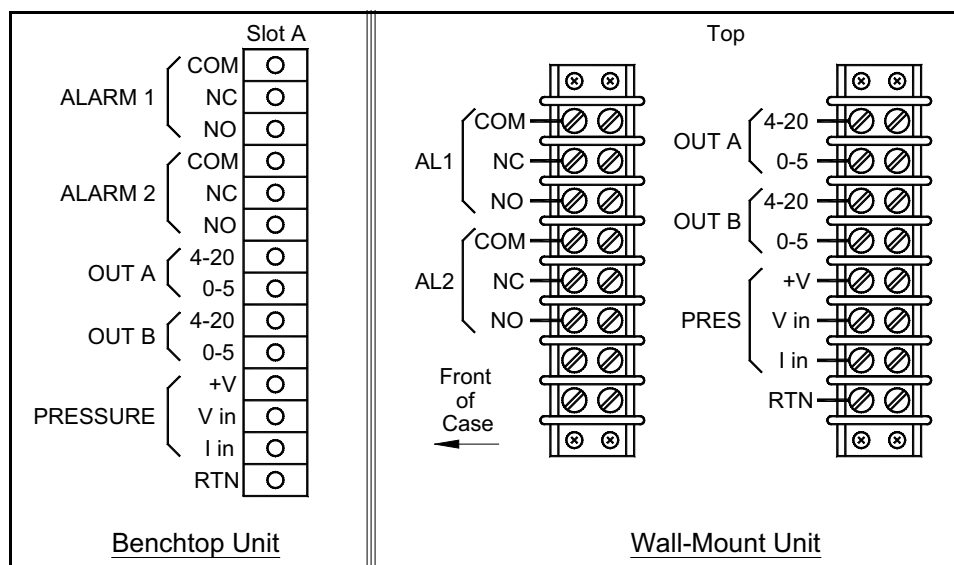 Slot A
ALARM 1
COM
NC
NO
ALARM 2
COM
NC
NO
OUT A
4-20
0-5
OUT B
4-20
0-5
PRESSURE
+V
V in
I in
RTN
Benchtop Unit
Top
AL1
COM
NC
NO
AL2
COM
NC
NO
Front
of
Case
OUT A
4-20
0-5
OUT B
4-20
0-5
PRES
+V
V in
I in
RTN
Wall-Mount Unit